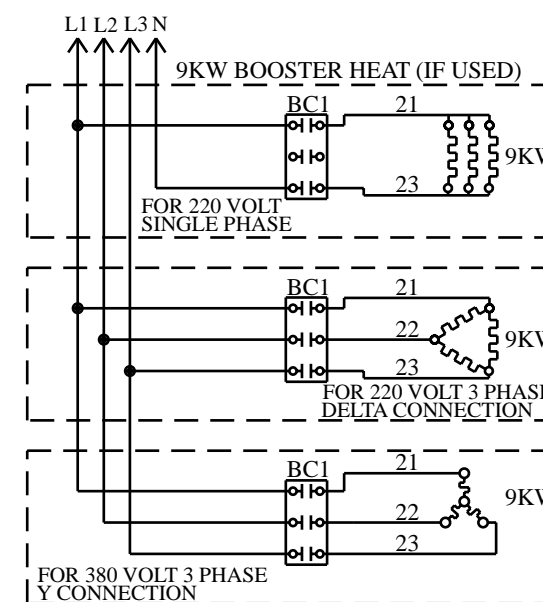 L1 L2 L3 N
9KW BOOSTER HEAT (IF USED)
BC1
21
9KW
23
FOR 220 VOLT
SINGLE PHASE
BC1
21
22
9KW
23
FOR 220 VOLT 3 PHASE
DELTA CONNECTION
BC1
21
9KW
22
23
FOR 380 VOLT 3 PHASE
Y CONNECTION